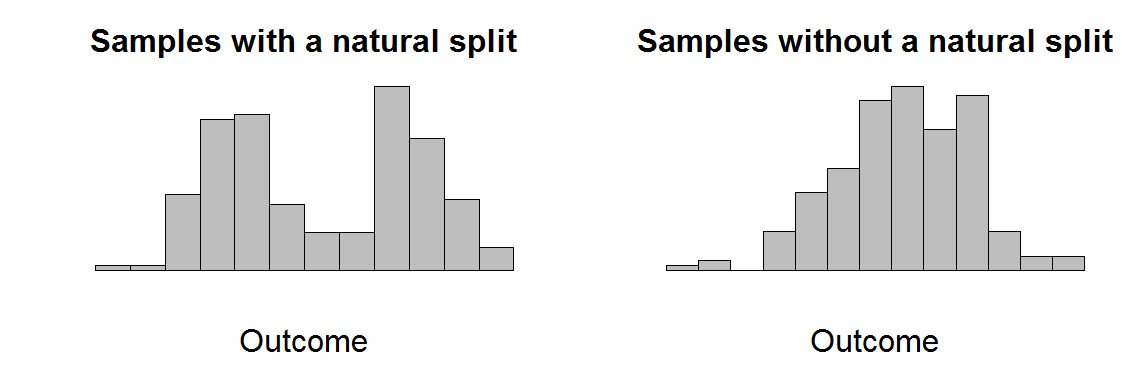 Samples with a natural split
Samples without a natural split
Outcome
Outcome